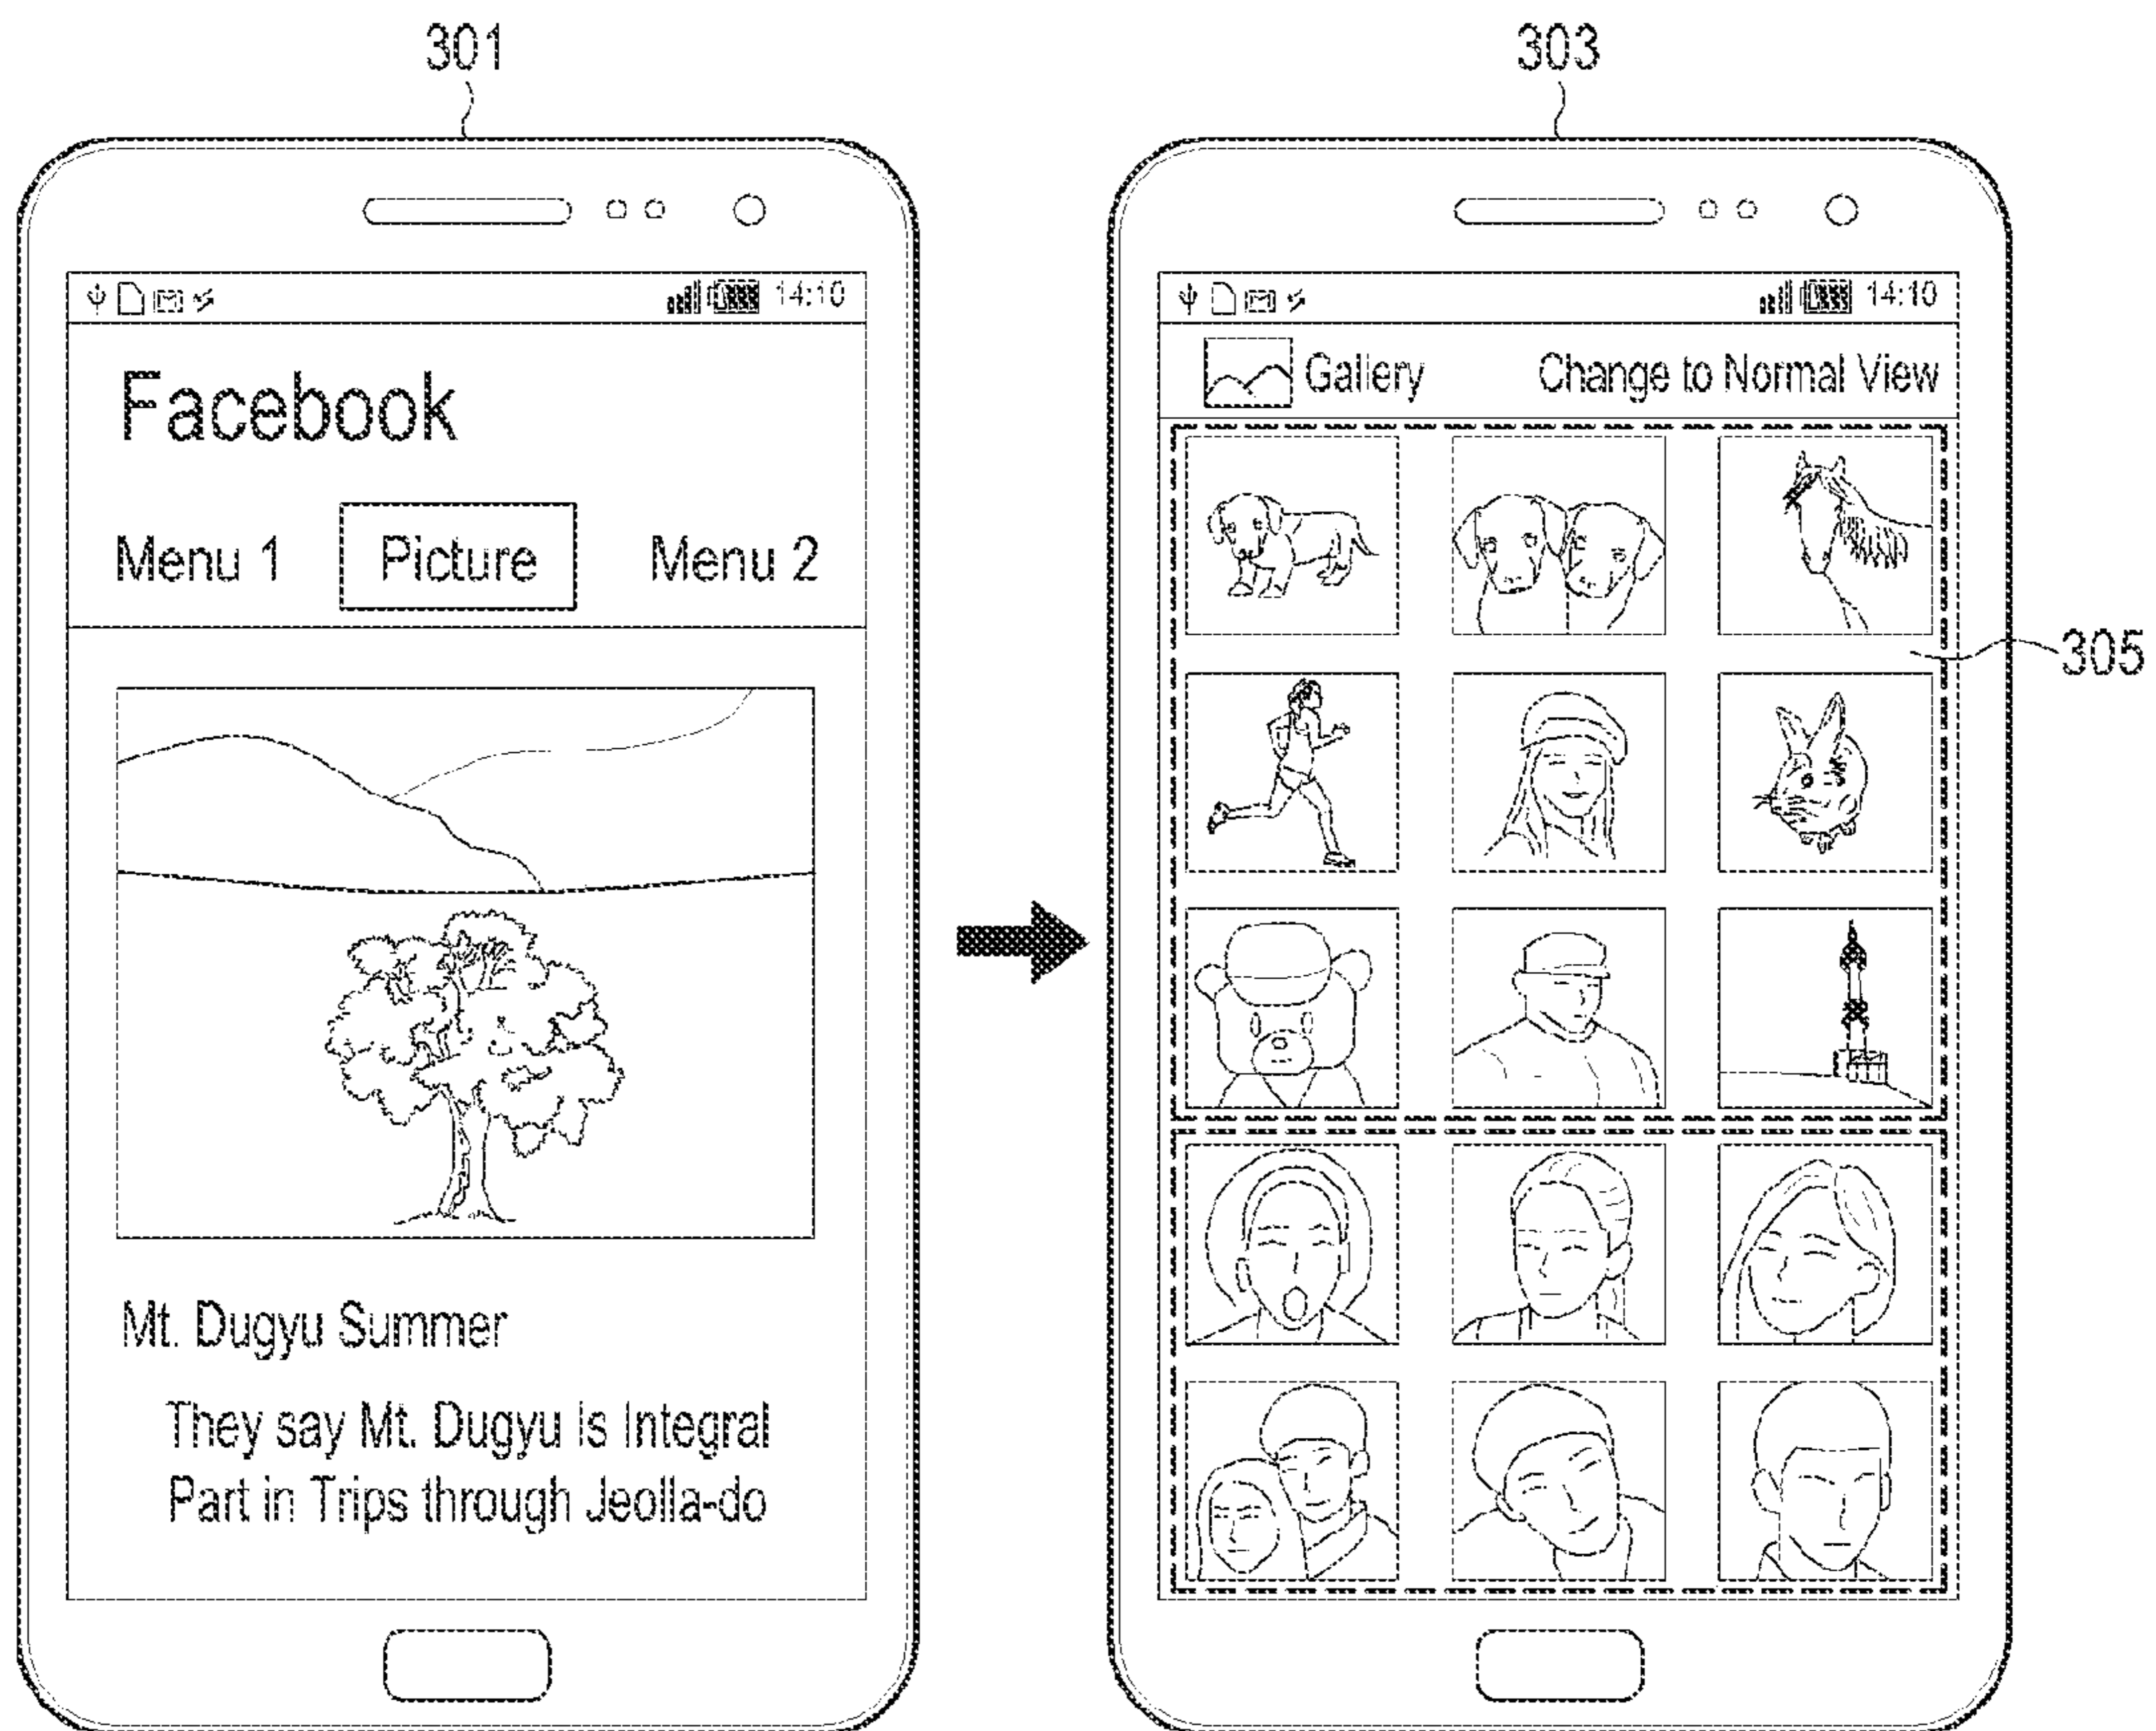 301
303
14:10
14:10
Facebook
Gallery
Change to Normal View
Menu 1
Picture
Menu 2
305
Mt. Dugyu Summer
They say Mt. Dugyu is Integral
Part in Trips through Jeolla-do